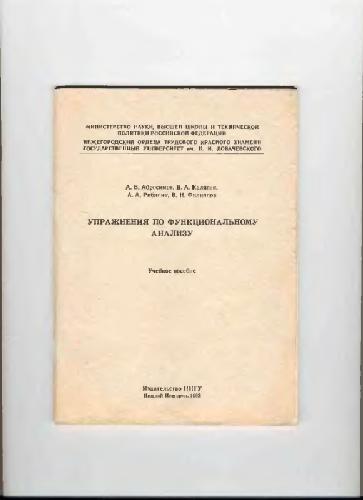 МИНИСТЕРСТВО НАУКИ, ВЫСШЕЙ ШКОЛЫ И ТЕХНИЧЕСКОЙ
ПОЛИТИКИ РОССИЙСКОЙ ФЕДЕРАЦИИ
НИЖЕГОРОДСКИЙ ОРДЕНА ТРУДОВОГО КРАСНОГО ЗНАМЕНИ
ГОСУДАРСТВЕННЫЙ УНИВЕРСИТЕТ им. Н. И. ЛОБАЧЕВСКОГО
А. В. Абросимов, В. А. Калягин,
А. А. Рябинин, В. Н. Филиппов
УПРАЖНЕНИЯ ПО ФУНКЦИОНАЛЬНОМУ
АНАЛИЗУ
Учебное пособие
Издательство ННГУ
Нижний Новгород